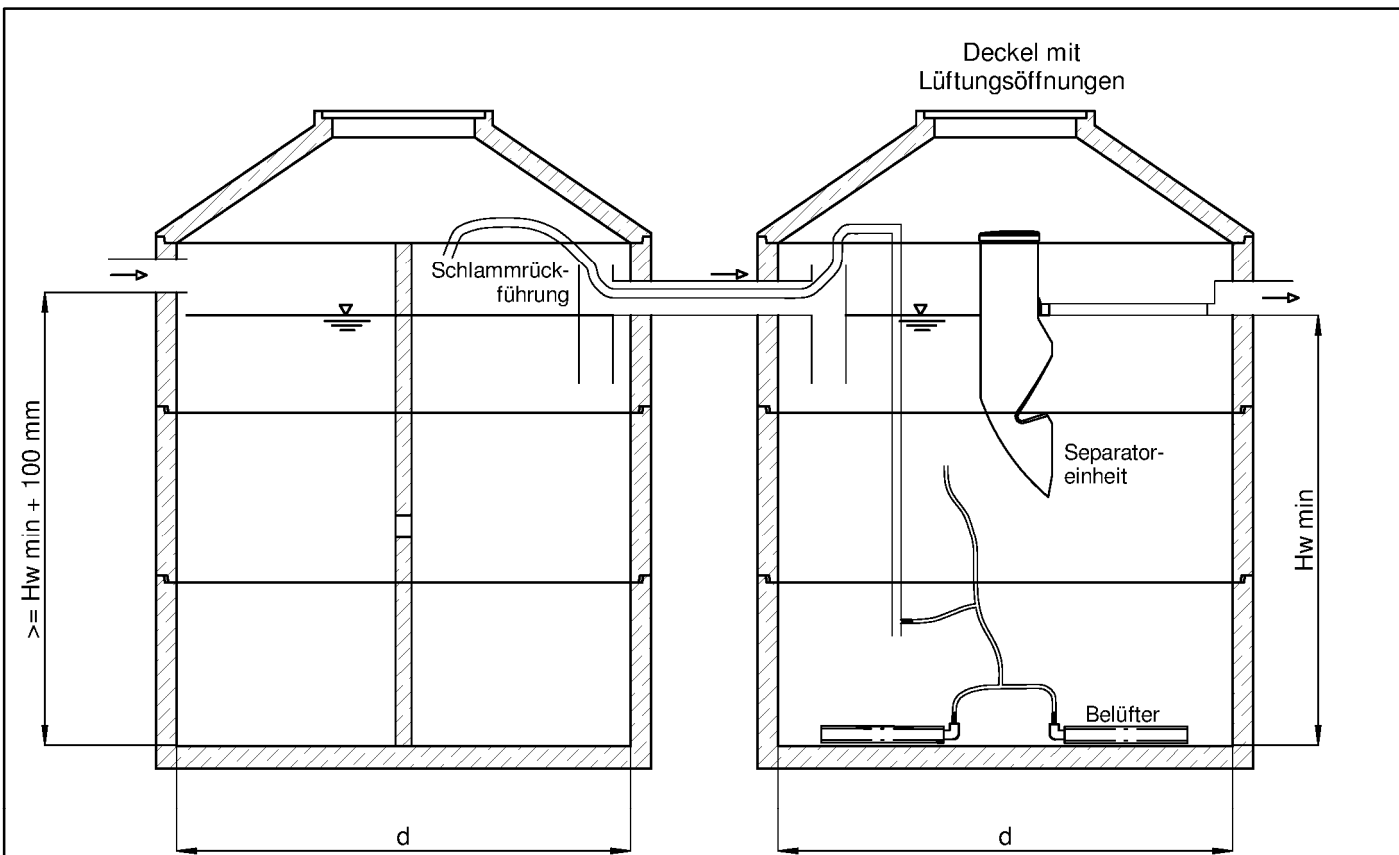 Deckel mit
Lüftungsöffnungen
Schlammrück-
führung
Separator-
einheit
Belüfter
>= Hw min + 100 mm
Hw min
d
d